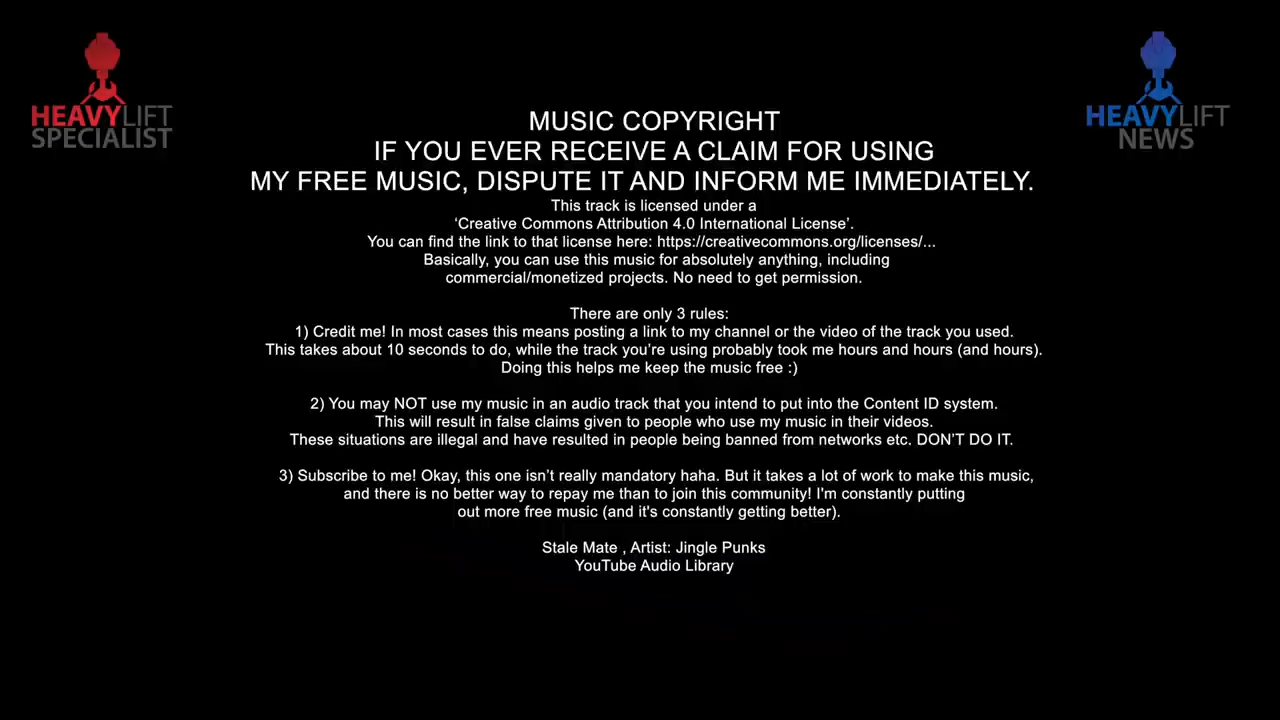 HEAVYLIFT
SPECIALIST
HEAVYLIFT
NEWS
MUSIC COPYRIGHT
IF YOU EVER RECEIVE A CLAIM FOR USING
MY FREE MUSIC, DISPUTE IT AND INFORM ME IMMEDIATELY.
This track is licensed under a
‘Creative Commons Attribution 4.0 International License’.
You can find the link to that license here: https://creativecommons.org/licenses/...
Basically, you can use this music for absolutely anything, including
commercial/monetized projects. No need to get permission.
There are only 3 rules:
1) Credit me! In most cases this means posting a link to my channel or the video of the track you used.
This takes about 10 seconds to do, while the track you’re using probably took me hours and hours (and hours).
Doing this helps me keep the music free :)
2) You may NOT use my music in an audio track that you intend to put into the Content ID system.
This will result in false claims given to people who use my music in their videos.
These situations are illegal and have resulted in people being banned from networks etc. DON’T DO IT.
3) Subscribe to me! Okay, this one isn’t really mandatory haha. But it takes a lot of work to make this music,
and there is no better way to repay me than to join this community! I'm constantly putting
out more free music (and it's constantly getting better).
Stale Mate , Artist: Jingle Punks
YouTube Audio Library